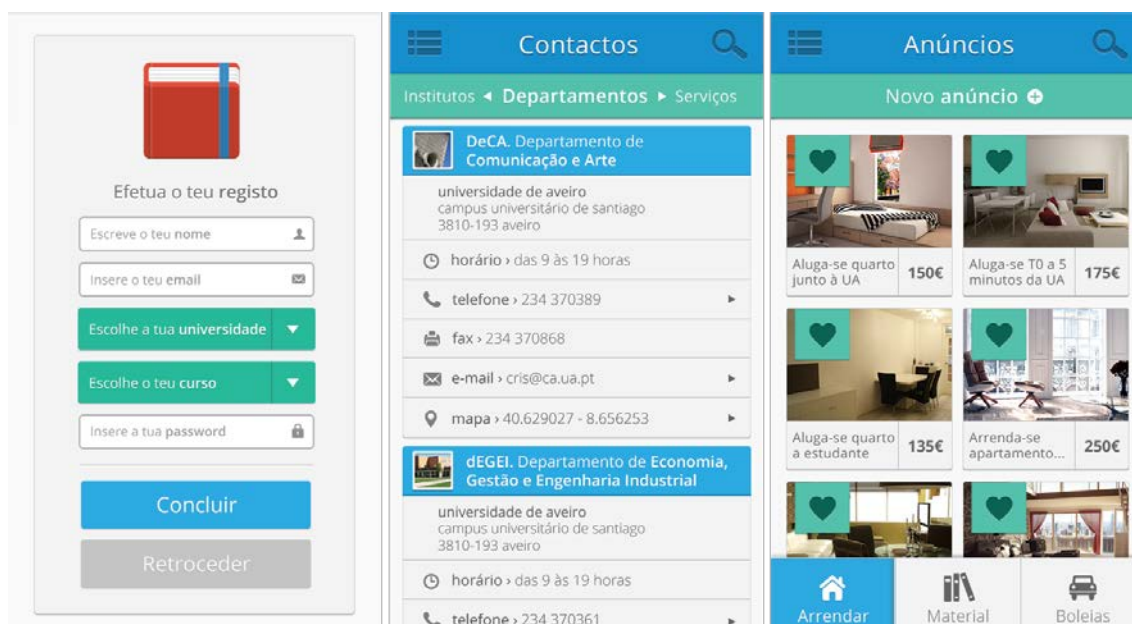 Efetua o teu registo
Escreve o teu nome
Insere o teu email
Escolhe a tua universidade
Escolhe o teu curso
Insere a tua password
Concluir
Retroceder
Contactos
Institutos ◂ Departamentos ▸ Serviços
DeCA. Departamento de
Comunicação e Arte
universidade de aveiro
campus universitário de santiago
3810-193 aveiro
horário › das 9 às 19 horas
telefone › 234 370389
fax › 234 370868
e-mail › cris@ca.ua.pt
mapa › 40.629027 - 8.656253
dEGEI. Departamento de Economia,
Gestão e Engenharia Industrial
universidade de aveiro
campus universitário de santiago
3810-193 aveiro
horário › das 9 às 19 horas
telefone › 234 370361
Anúncios
Novo anúncio
Aluga-se quarto
junto à UA
150€
Aluga-se T0 a 5
minutos da UA
175€
Aluga-se quarto
a estudante
135€
Arrenda-se
apartamento...
250€
Arrendar
Material
Boleias